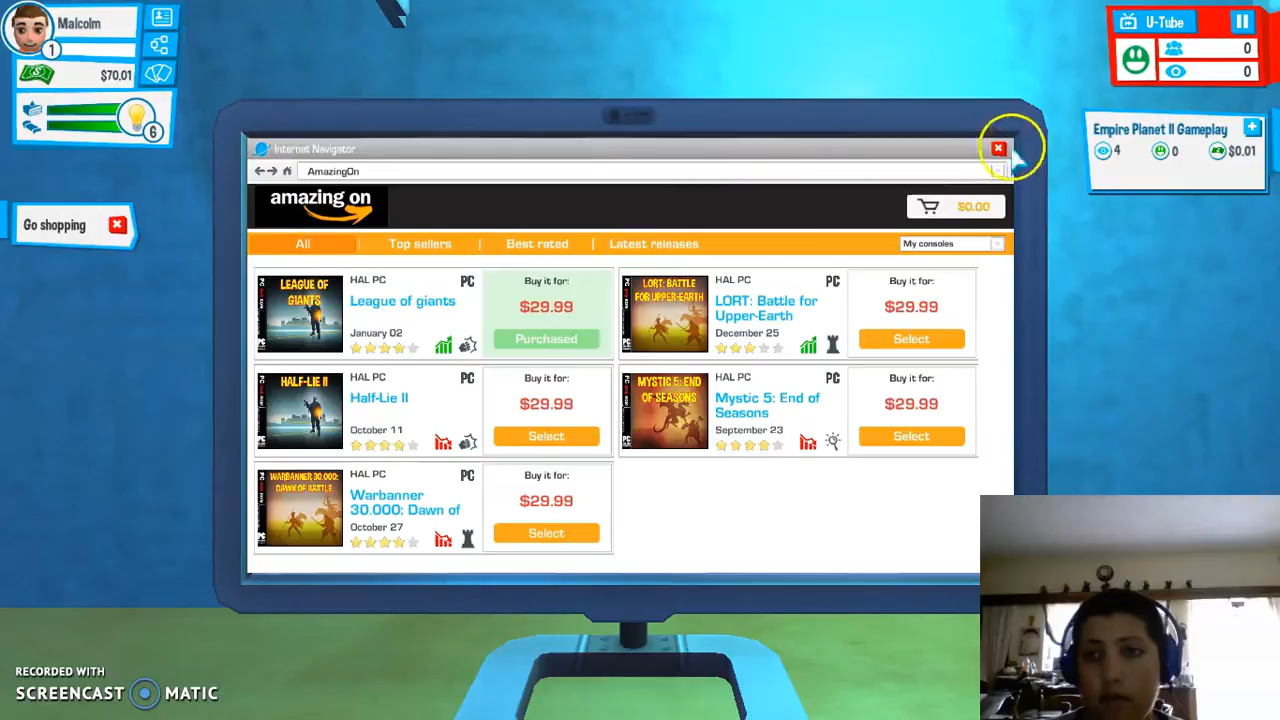 Malcolm
1
$70.01
6
U-Tube
0
0
Empire Planet II Gameplay
4
0
$0.01
Go shopping
Internet Navigator
AmazingOn
amazing on
$0.00
All
Top sellers
Best rated
Latest releases
My consoles
LEAGUE OF
GIANTS
HAL PC
PC
League of giants
January 02
Buy it for:
$29.99
Purchased
LORT: BATTLE
FOR UPPER-EARTH
HAL PC
PC
LORT: Battle for
Upper-Earth
December 25
Buy it for:
$29.99
Select
HALF-LIE II
HAL PC
PC
Half-Lie II
October 11
Buy it for:
$29.99
Select
MYSTIC 5: END
OF SEASONS
HAL PC
PC
Mystic 5: End of
Seasons
September 23
Buy it for:
$29.99
Select
WARBANNER 30.000:
DAWN OF BATTLE
HAL PC
PC
Warbanner
30.000: Dawn of
October 27
Buy it for:
$29.99
Select
RECORDED WITH
SCREENCAST MATIC